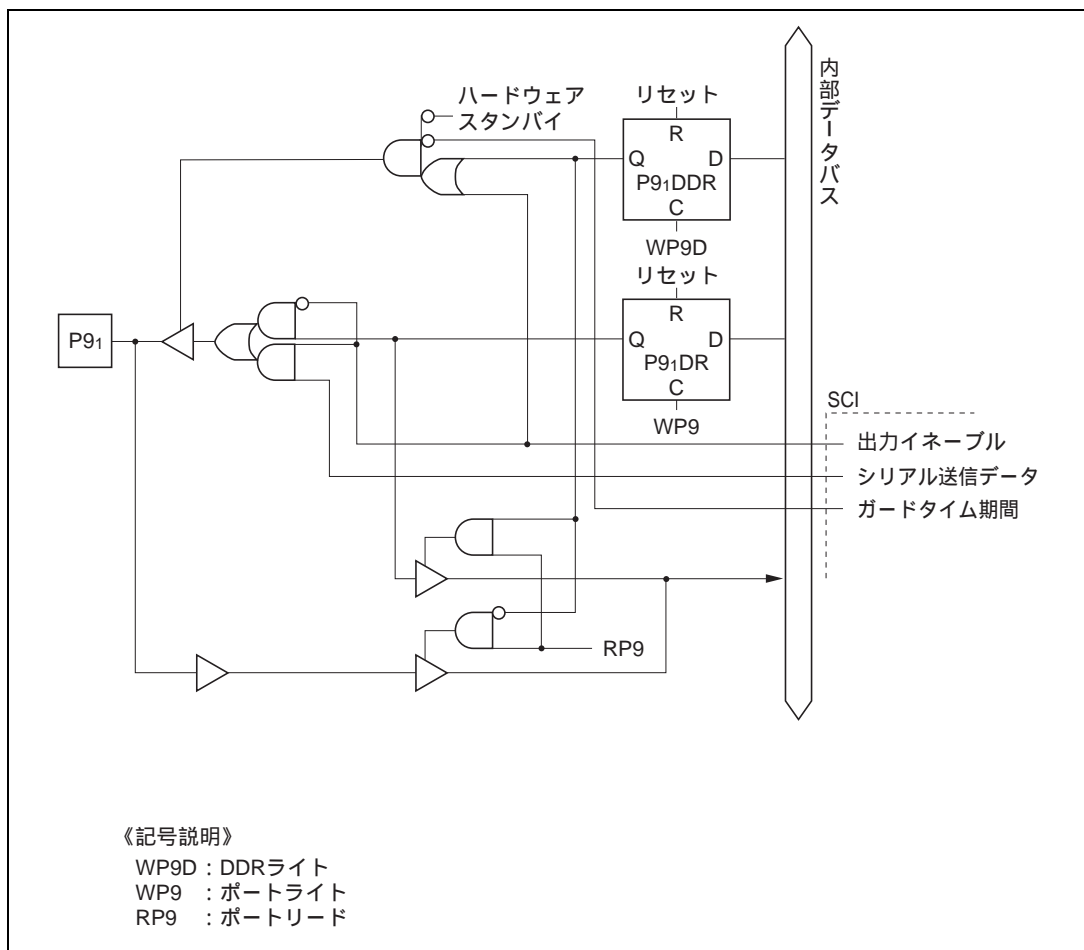 ハードウェア
スタンバイ
リセット
R
Q
D
P9₁DDR
C
WP9D
リセット
R
Q
D
P9₁DR
C
WP9
P9₁
内部データバス
SCI
出力イネーブル
シリアル送信データ
ガードタイム期間
RP9
《記号説明》
WP9D : DDRライト
WP9 : ポートライト
RP9 : ポートリード